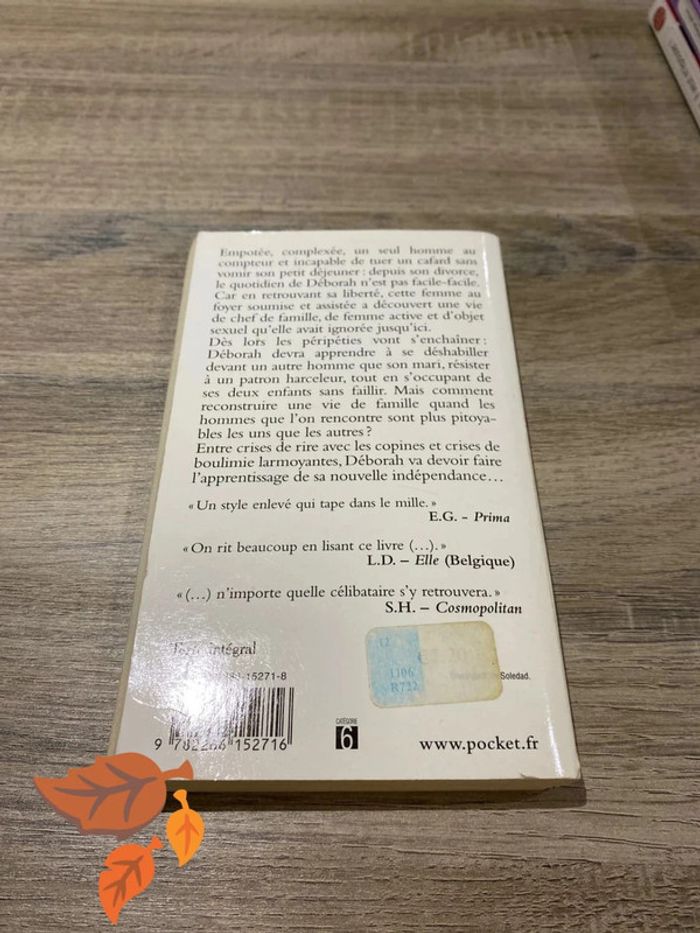 Empotée, complexée, un seul homme au
compteur et incapable de tuer un cafard sans
vomir son petit déjeuner : depuis son divorce,
le quotidien de Déborah n'est pas facile-facile.
Car en retrouvant sa liberté, cette femme au
foyer soumise et assistée a découvert une vie
de chef de famille, de femme active et d'objet
sexuel qu'elle avait ignorée jusqu'ici.
Dès lors les péripéties vont s'enchaîner :
Déborah devra apprendre à se déshabiller
devant un autre homme que son mari, résister
à un patron harceleur, tout en s'occupant de
ses deux enfants sans faillir. Mais comment
reconstruire une vie de famille quand les
hommes que l'on rencontre sont plus pitoya-
bles les uns que les autres ?
Entre crises de rire avec les copines et crises de
boulimie larmoyantes, Déborah va devoir faire
l'apprentissage de sa nouvelle indépendance...
« Un style enlevé qui tape dans le mille. »
E.G. – Prima
« On rit beaucoup en lisant ce livre (...). »
L.D. – Elle (Belgique)
« (...) n'importe quelle célibataire s'y retrouvera. »
S.H. – Cosmopolitan
Texte intégral
12
1106
R722
Soledad.
15271-8
9 782266 152716
CATÉGORIE
6
www.pocket.fr